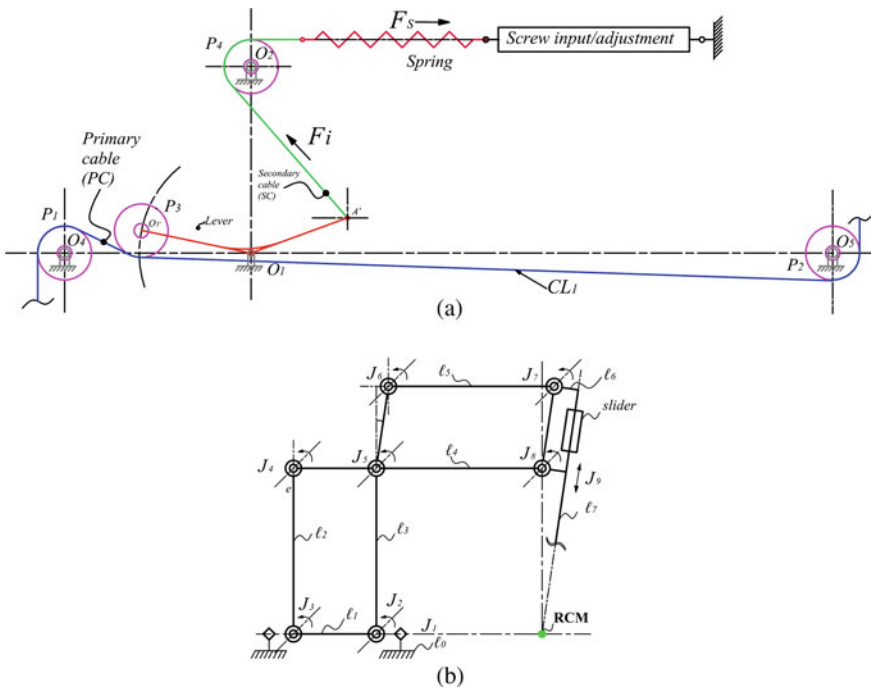 P4
O2
Fs
Spring
Screw input/adjustment
Fi
Primary
cable
(PC)
Secondary
cable
(SC)
A'
P1
P3
O3'
Lever
O4
O1
P2
O5
CL1
(a)
J6
ℓ5
J7
ℓ6
slider
J4
J5
ℓ4
J8
J9
e
ℓ2
ℓ3
ℓ7
J3
ℓ1
J2
J1
RCM
ℓ0
(b)